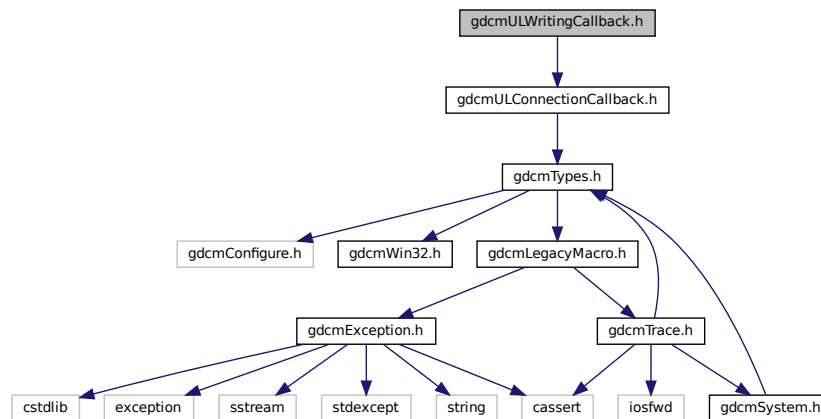 gdcmULWritingCallback.h
gdcmULConnectionCallback.h
gdcmTypes.h
gdcmConfigure.h
gdcmWin32.h
gdcmLegacyMacro.h
gdcmException.h
gdcmTrace.h
cstdlib
exception
sstream
stdexcept
string
cassert
iosfwd
gdcmSystem.h